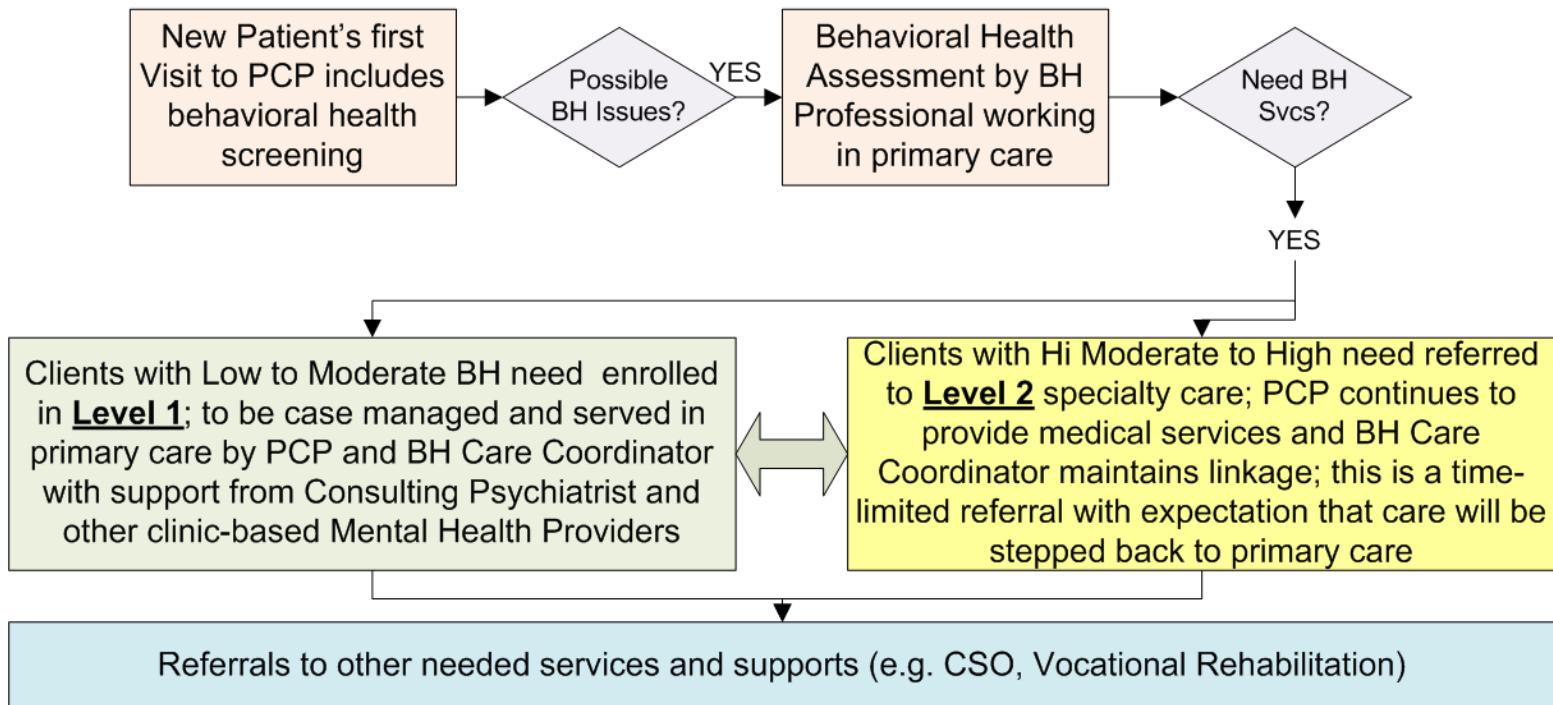 New Patient's first
Visit to PCP includes
behavioral health
screening
Possible
BH Issues?
YES
Behavioral Health
Assessment by BH
Professional working
in primary care
Need BH
Svcs?
YES
Clients with Low to Moderate BH need enrolled
in Level 1; to be case managed and served in
primary care by PCP and BH Care Coordinator
with support from Consulting Psychiatrist and
other clinic-based Mental Health Providers
Clients with Hi Moderate to High need referred
to Level 2 specialty care; PCP continues to
provide medical services and BH Care
Coordinator maintains linkage; this is a time-
limited referral with expectation that care will be
stepped back to primary care
Referrals to other needed services and supports (e.g. CSO, Vocational Rehabilitation)